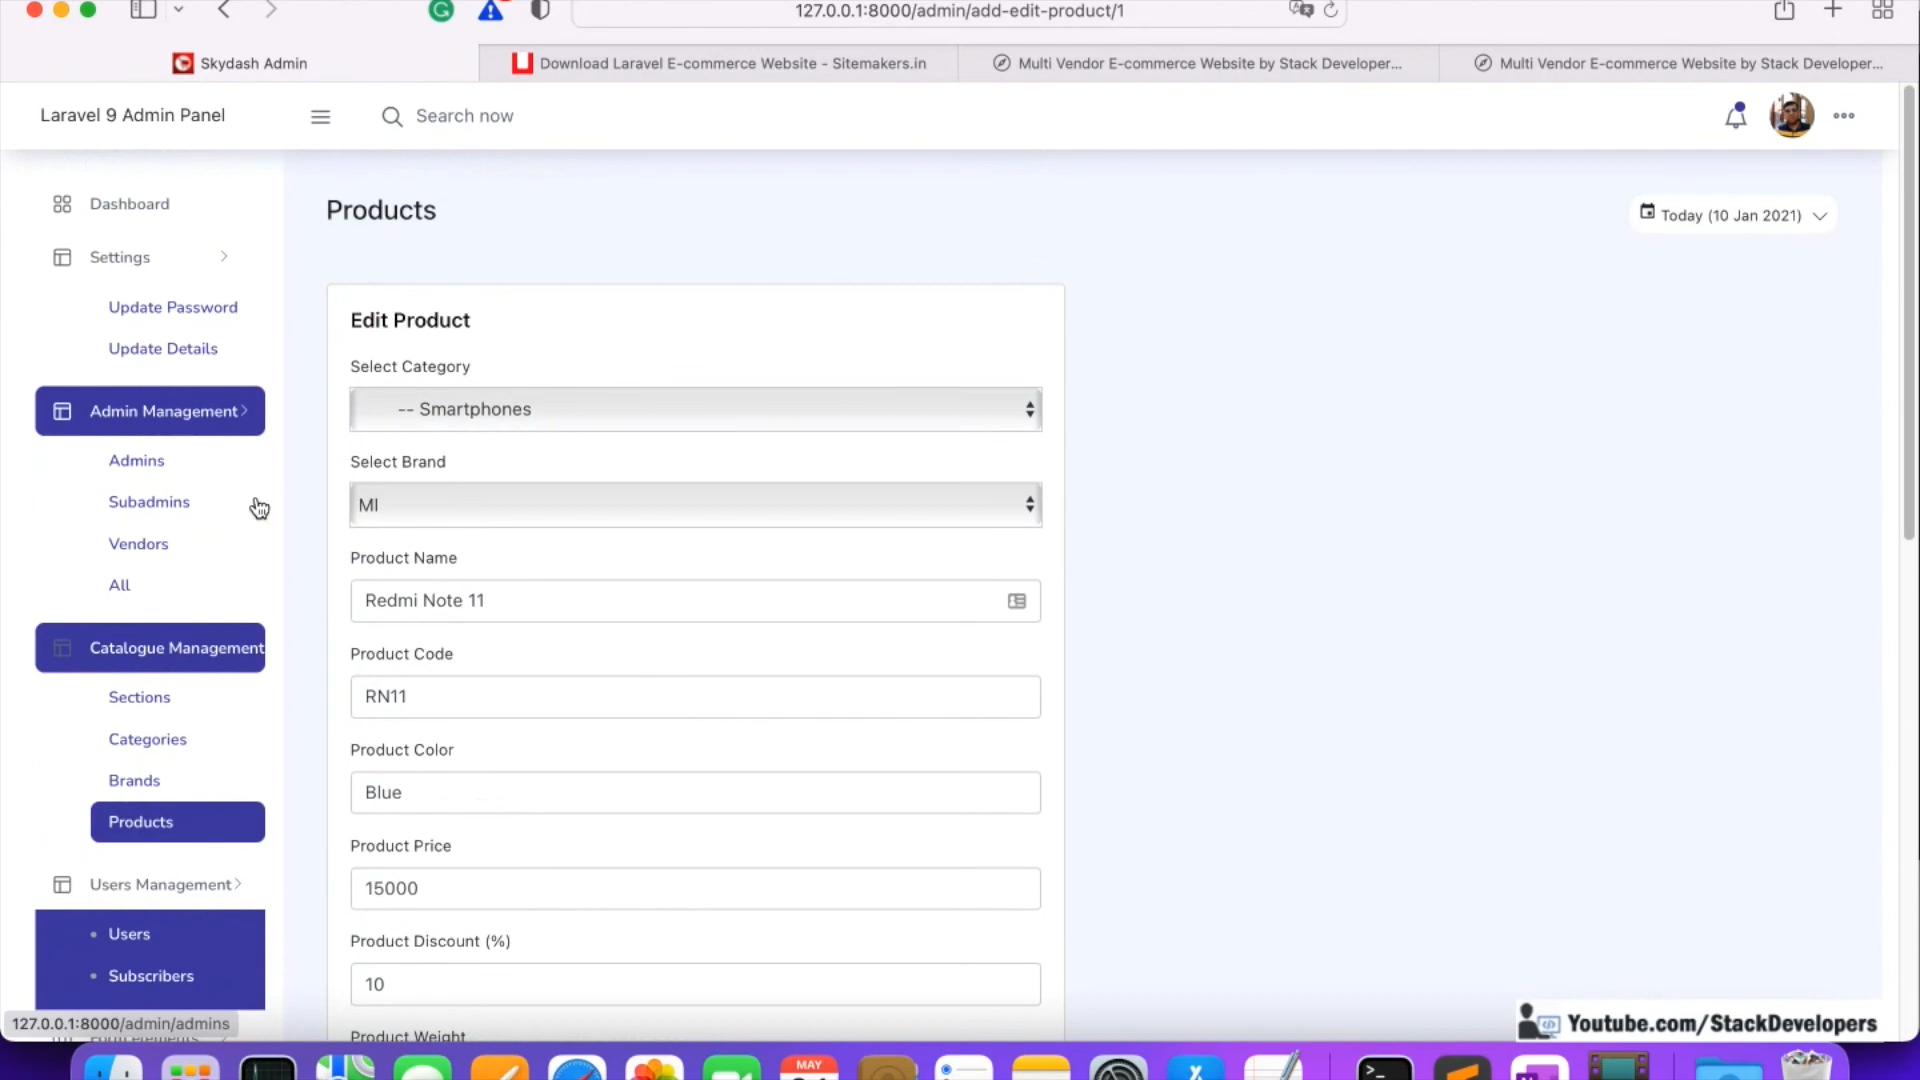 127.0.0.1:8000/admin/add-edit-product/1
Skydash Admin
Download Laravel E-commerce Website - Sitemakers.in
Multi Vendor E-commerce Website by Stack Developer...
Multi Vendor E-commerce Website by Stack Developer...
Laravel 9 Admin Panel
Search now
Dashboard
Products
Today (10 Jan 2021)
Settings
Update Password
Update Details
Admin Management
Admins
Subadmins
Vendors
All
Catalogue Management
Sections
Categories
Brands
Products
Users Management
Users
Subscribers
Edit Product
Select Category
-- Smartphones
Select Brand
MI
Product Name
Redmi Note 11
Product Code
RN11
Product Color
Blue
Product Price
15000
Product Discount (%)
10
Product Weight
127.0.0.1:8000/admin/admins
Youtube.com/StackDevelopers
MAY